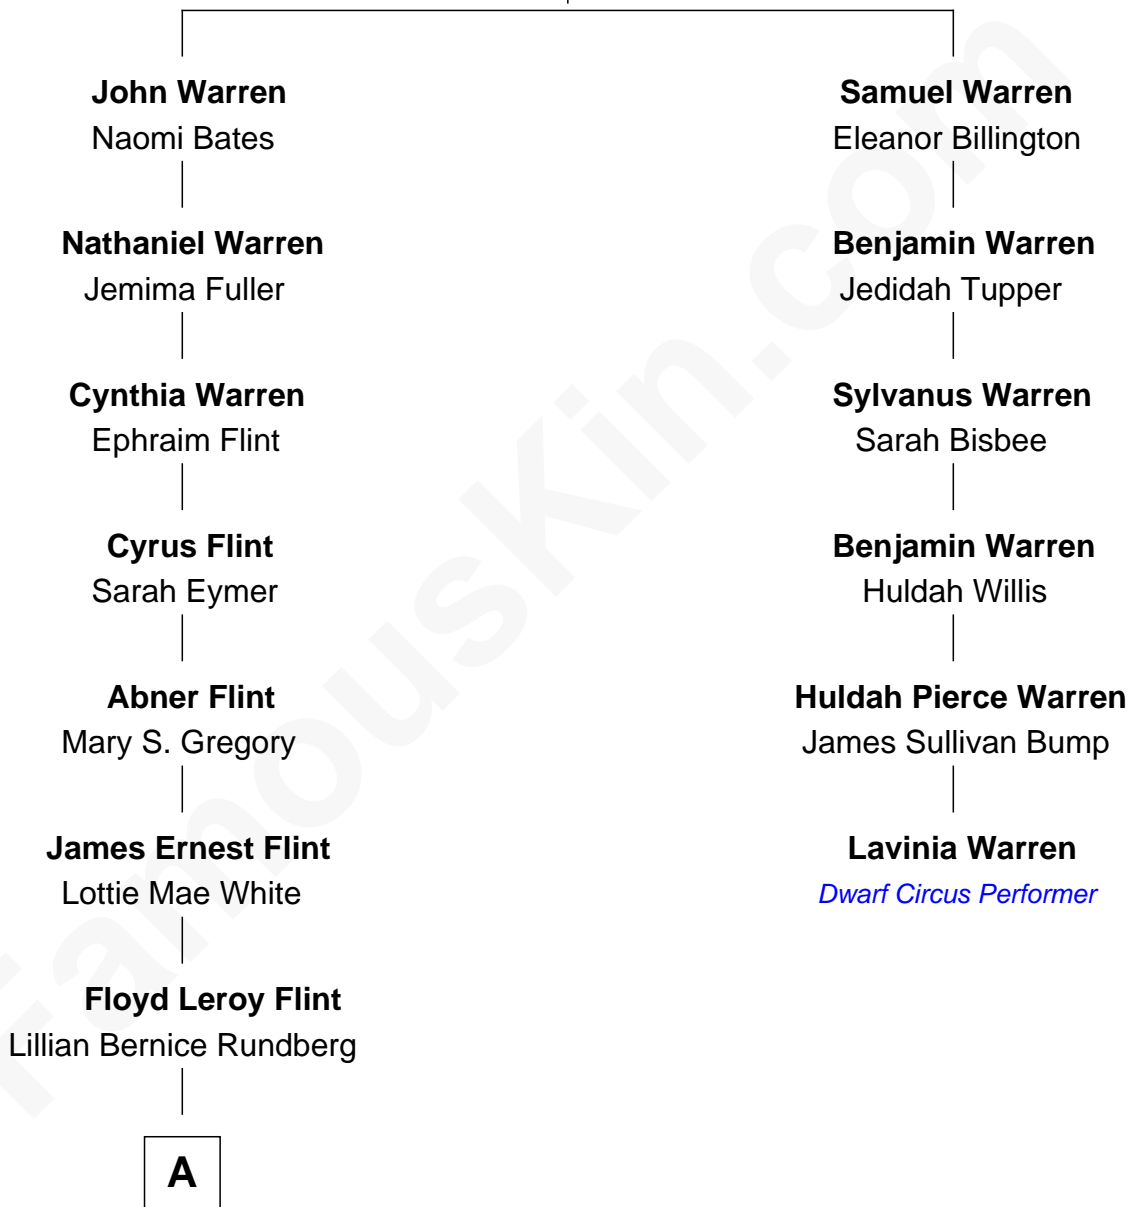 John Warren
Naomi Bates
Nathaniel Warren
Jemima Fuller
Cynthia Warren
Ephraim Flint
Cyrus Flint
Sarah Eymer
Abner Flint
Mary S. Gregory
James Ernest Flint
Lottie Mae White
Floyd Leroy Flint
Lillian Bernice Rundberg
A
Samuel Warren
Eleanor Billington
Benjamin Warren
Jedidah Tupper
Sylvanus Warren
Sarah Bisbee
Benjamin Warren
Huldah Willis
Huldah Pierce Warren
James Sullivan Bump
Lavinia Warren
Dwarf Circus Performer
FamousKin.com